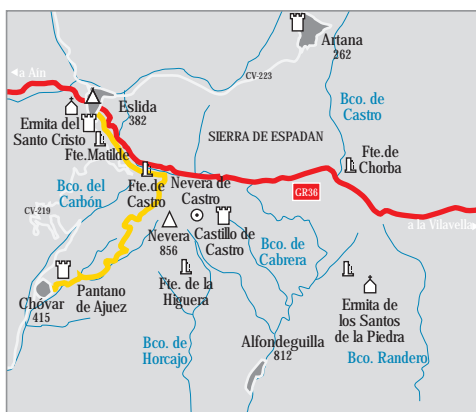 Artana
262
a Ain
CV-223
Eslida
382
Bco. de
Castro
Ermita del
Santo Cristo
SIERRA DE ESPADAN
Fte.Matilde
Fte. de
Chorba
Fte.de
Castro
Nevera de
Castro
Bco. del
Carbón
GR36
CV-219
a la Vilavella
Nevera
856
Castillo de
Castro
Bco. de
Cabrera
Chóvar
415
Pantano
de Ajuez
Fte. de la
Higuera
Ermita de
los Santos
de la Piedra
Bco. de
Horcajo
Alfondeguilla
812
Bco. Randero